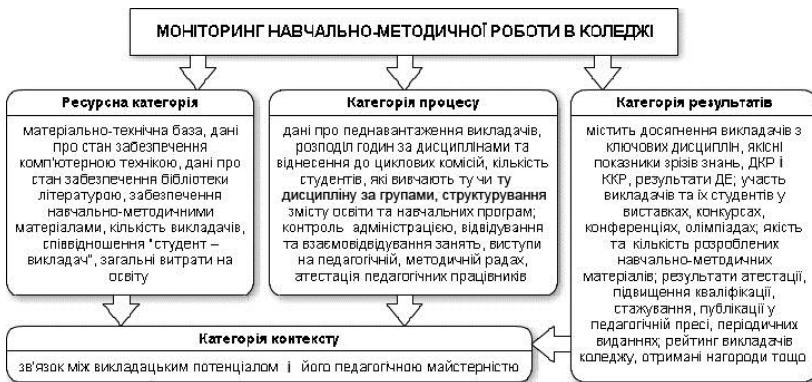 МОНІТОРИНГ НАВЧАЛЬНО-МЕТОДИЧНОЇ РОБОТИ В КОЛЕДЖІ
Ресурсна категорія
матеріально-технічна база, дані
про стан забезпечення
комп'ютерною технікою, дані про
стан забезпечення бібліотеки
літературою, забезпечення
навчально-методичними
матеріалами, кількість викладачів,
співвідношення "студент –
викладач", загальні витрати на
освіту
Категорія процесу
дані про педнавантаження викладачів,
розподіл годин за дисциплінами та
віднесення до циклових комісій, кількість
студентів, які вивчають ту чи ту
дисципліну за групами, структурування
змісту освіти та навчальних програм;
контроль адміністрацією, відвідування
та взаємовідвідування занять, виступи
на педагогічній, методичній радах,
атестація педагогічних працівників
Категорія результатів
містить досягнення викладачів з
ключових дисциплін, якісні
показники зрізів знань, ДКР і
ККР, результати ДЕ; участь
викладачів та їх студентів у
виставках, конкурсах,
конференціях, олімпіадах; якість
та кількість розроблених
навчально-методичних
матеріалів; результати атестації,
підвищення кваліфікації,
стажування, публікації у
педагогічній пресі, періодичних
виданнях; рейтинг викладачів
коледжу, отримані нагороди тощо
Категорія контексту
зв'язок між викладацьким потенціалом і його педагогічною майстерністю